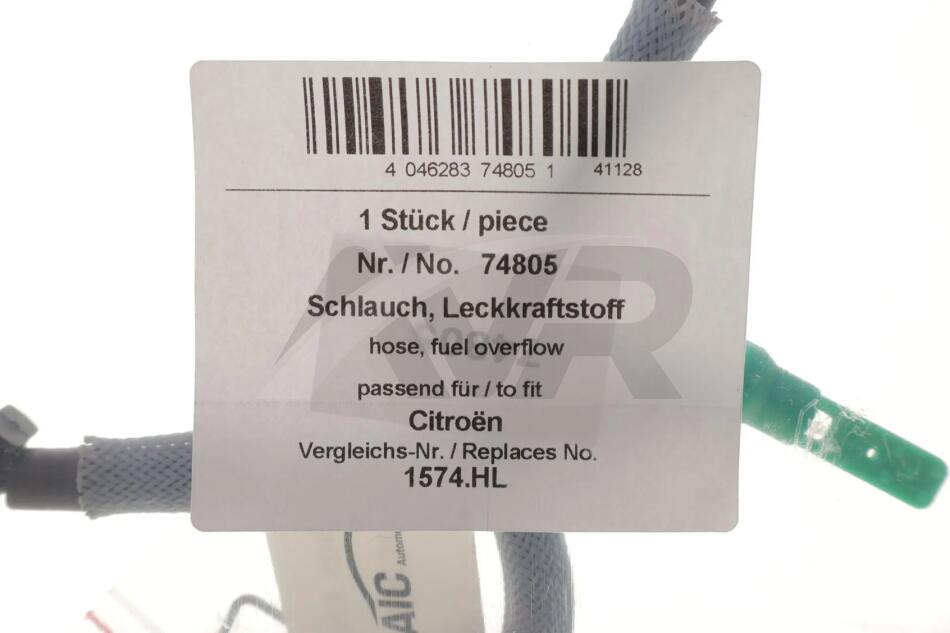 4 046283 74805 1 41128
1 Stück / piece
Nr. / No. 74805
Schlauch, Leckkraftstoff
hose, fuel overflow
passend für / to fit
Citroën
Vergleichs-Nr. / Replaces No.
1574.HL
AIC